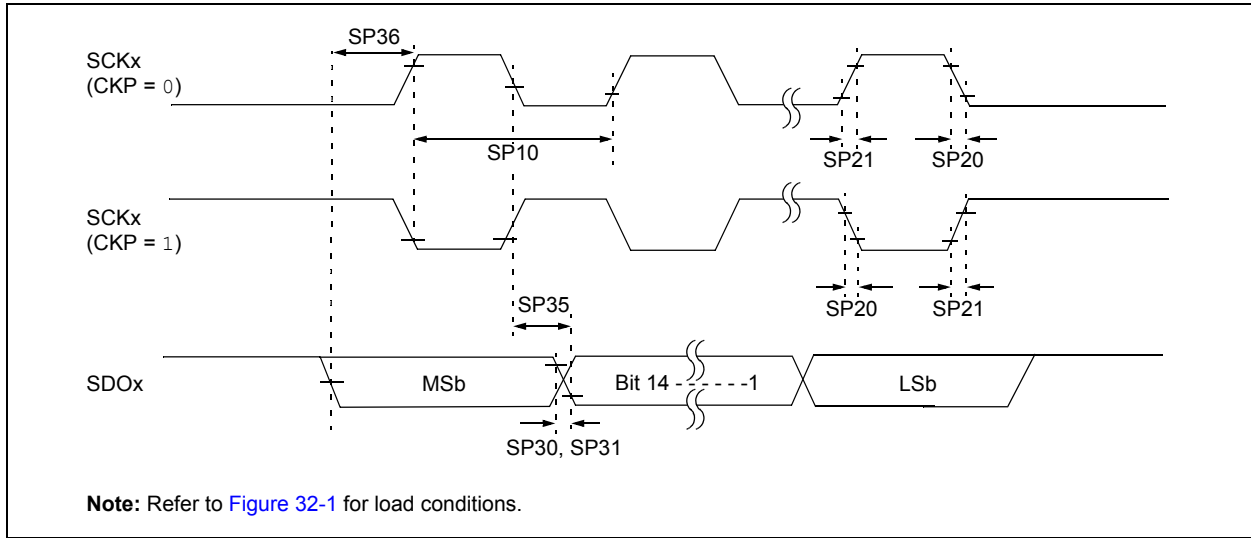 SP36
SCKx
(CKP = 0)
SP10
SP21
SP20
SCKx
(CKP = 1)
SP35
SP20
SP21
SDOx
MSb
Bit 14 - - - - - - -1
LSb
SP30, SP31
Note: Refer to Figure 32-1 for load conditions.